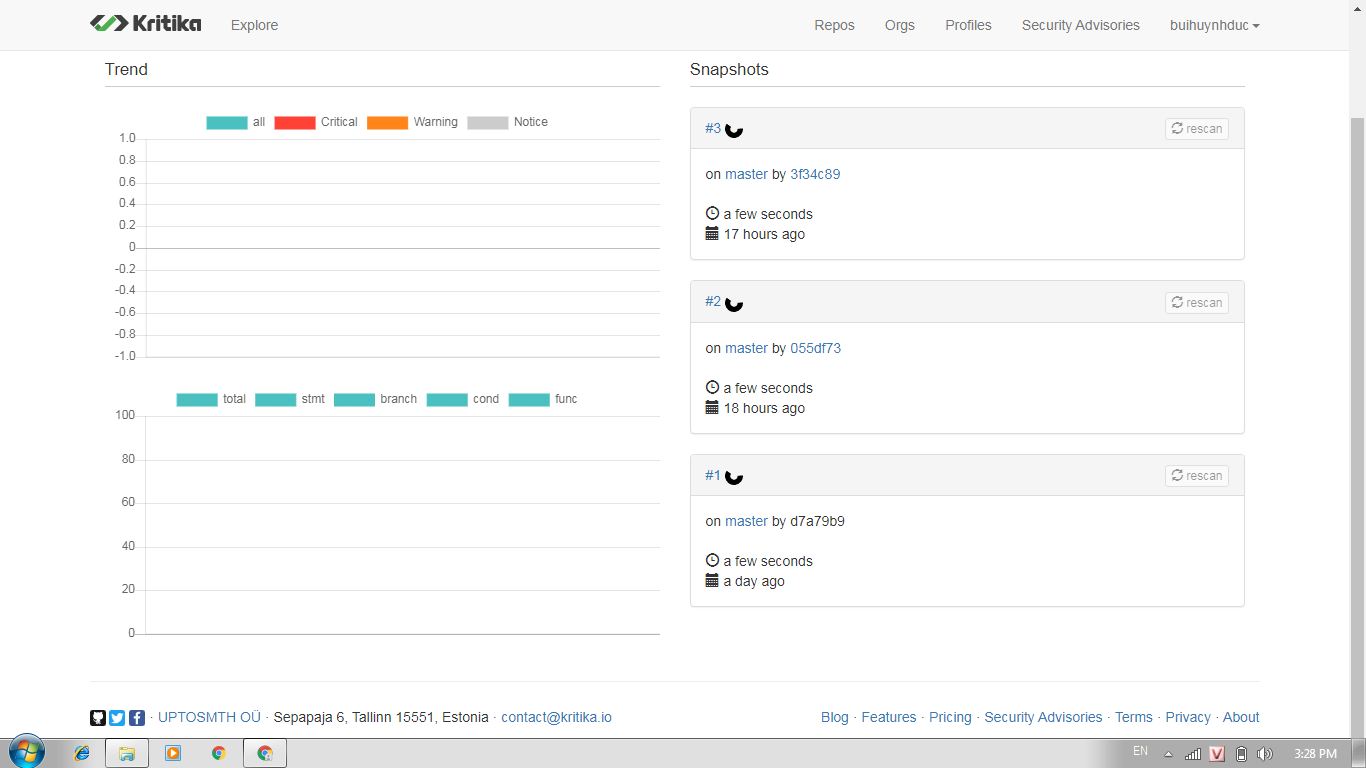 Kritika Explore Repos Orgs Profiles Security Advisories buihuynhduc
Trend
all Critical Warning Notice
1.0
0.8
0.6
0.4
0.2
0
-0.2
-0.4
-0.6
-0.8
-1.0
total stmt branch cond func
100
80
60
40
20
0
Snapshots
#3 rescan
on master by 3f34c89
a few seconds
17 hours ago
#2 rescan
on master by 055df73
a few seconds
18 hours ago
#1 rescan
on master by d7a79b9
a few seconds
a day ago
· UPTOSMTH OÜ · Sepapaja 6, Tallinn 15551, Estonia · contact@kritika.io
Blog · Features · Pricing · Security Advisories · Terms · Privacy · About
EN 3:28 PM